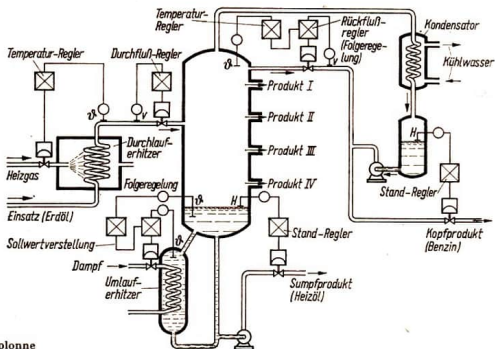 Temperatur-
regler
Rückfluß-
regler
(Folgerege-
lung)
Kondensator
Kühlwasser
Temperatur-Regler
Durchfluß-Regler
ϑ
v
ϑ
v
Produkt I
Produkt II
Produkt III
Produkt IV
Durchlauf-
erhitzer
Heizgas
Einsatz (Erdöl)
H
Stand-Regler
Kopfprodukt
(Benzin)
Folgeregelung
ϑ
H
Sollwertverstellung
ϑ
Stand-Regler
Dampf
Umlauf-
erhitzer
Sumpfprodukt
(Heizöl)
olonne